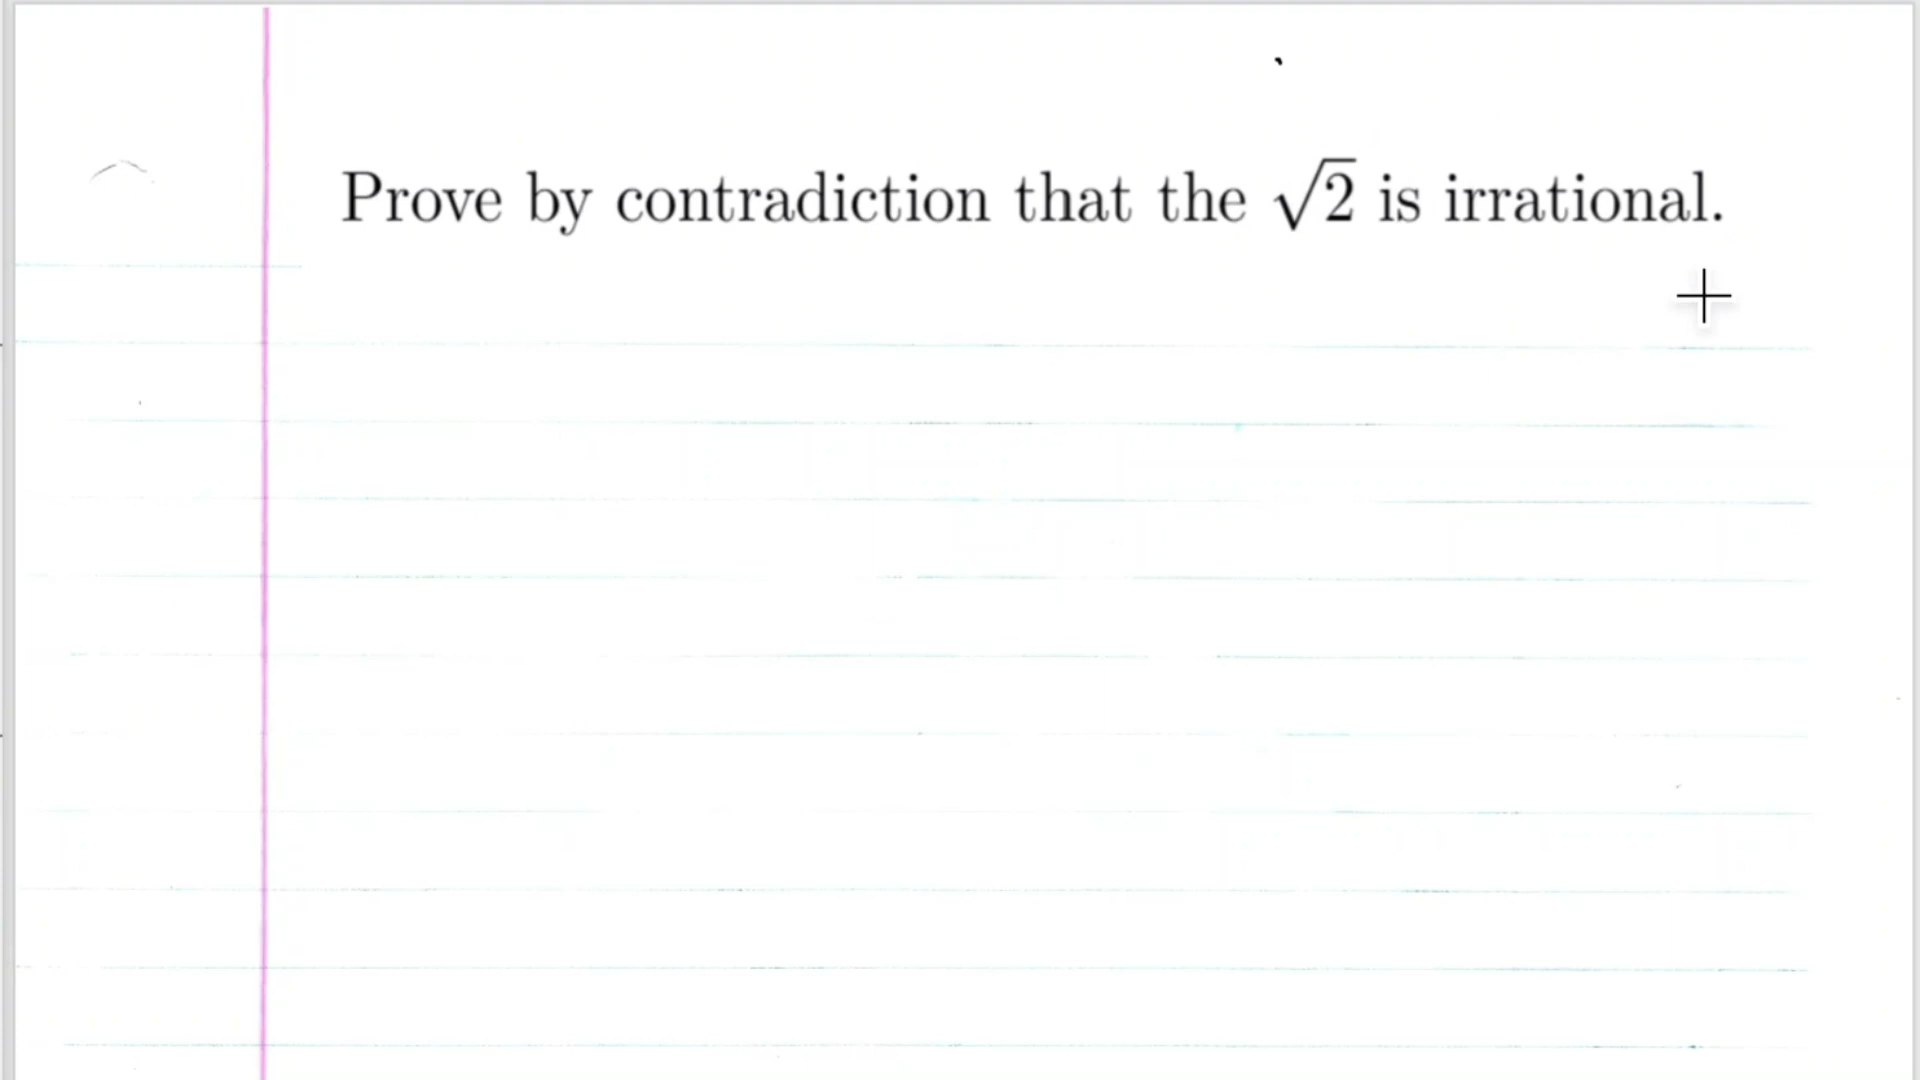 Prove by contradiction that the √2 is irrational.